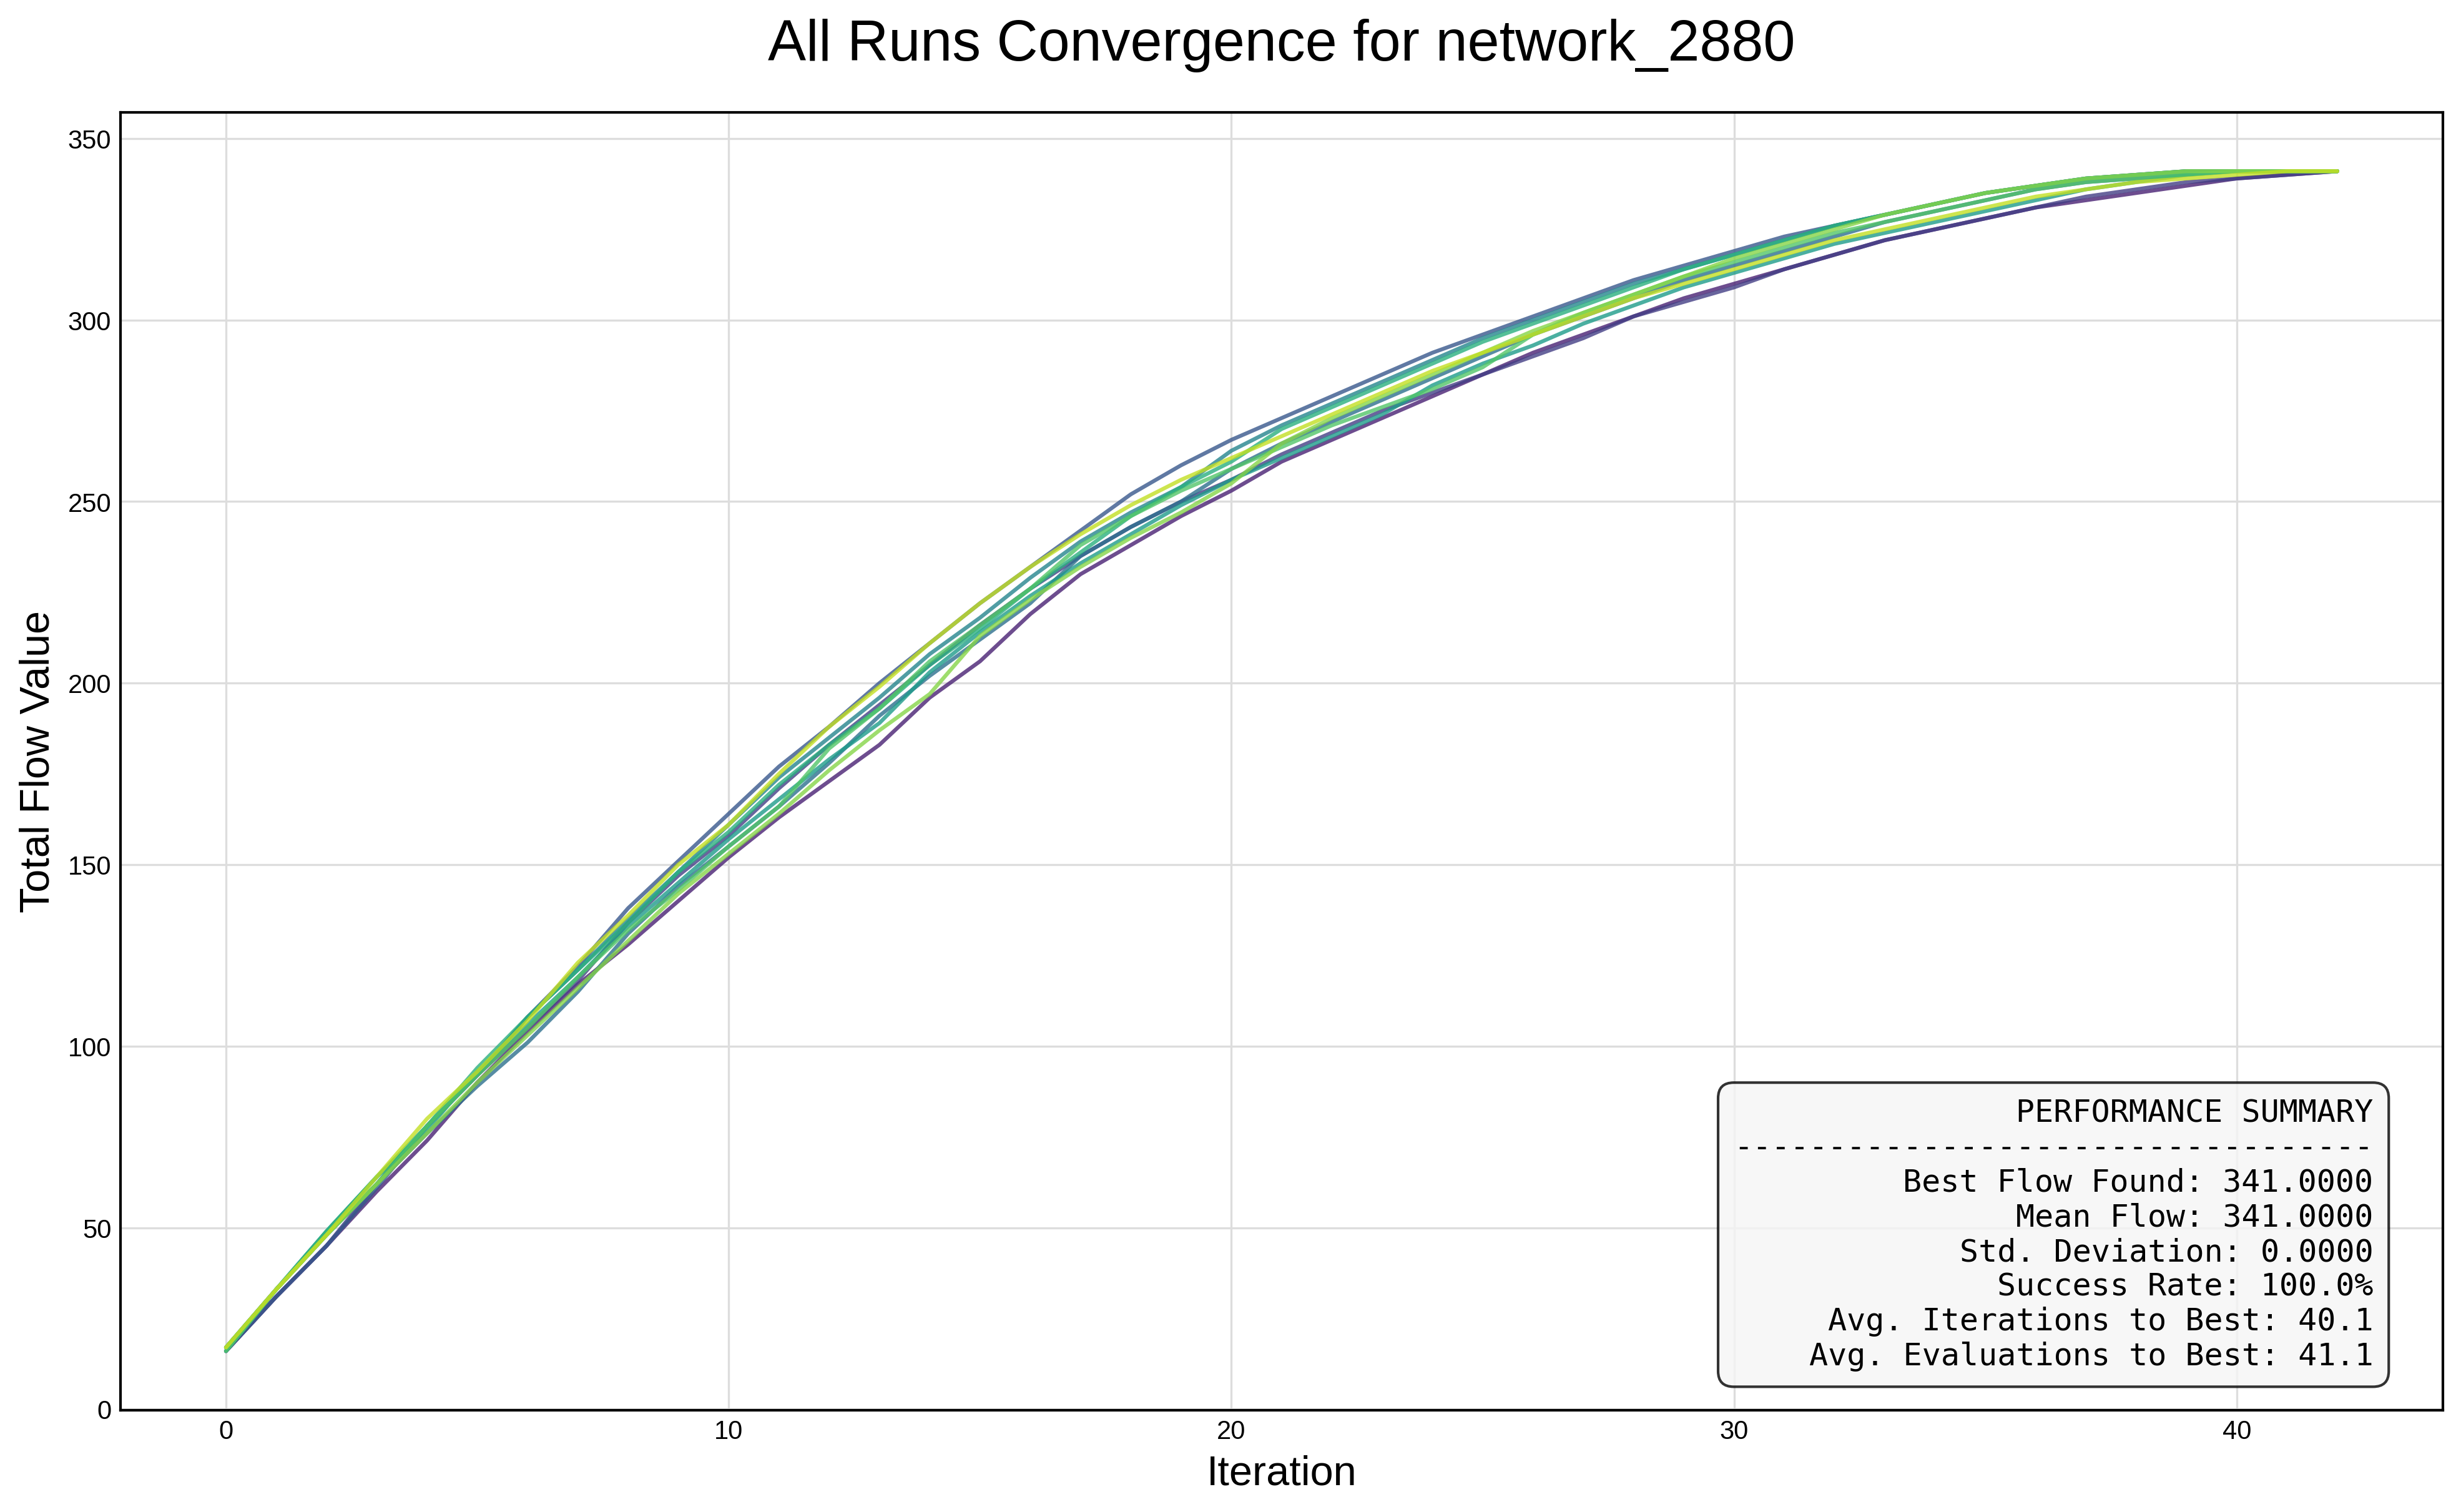 All Runs Convergence for network_2880
Total Flow Value
350
300
250
200
150
100
50
0
0 10 20 30 40
Iteration
PERFORMANCE SUMMARY
----------------------------------
Best Flow Found: 341.0000
Mean Flow: 341.0000
Std. Deviation: 0.0000
Success Rate: 100.0%
Avg. Iterations to Best: 40.1
Avg. Evaluations to Best: 41.1